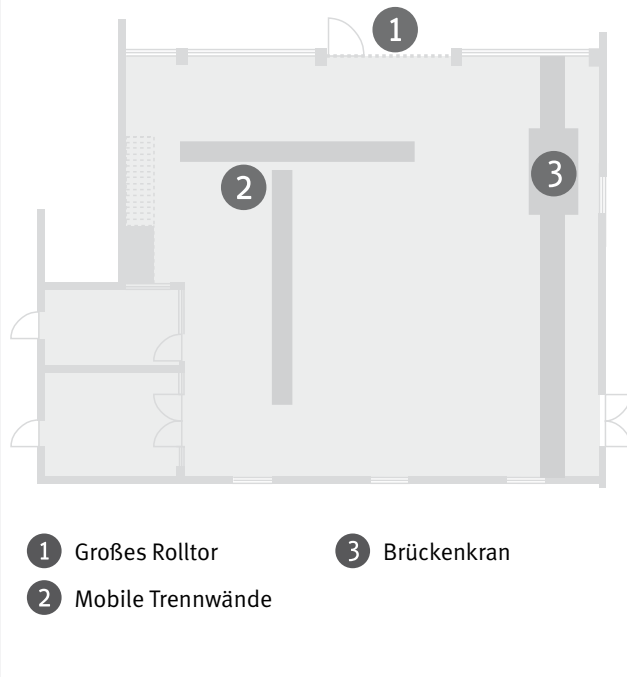 1
2
3
1 Großes Rolltor
3 Brückenkran
2 Mobile Trennwände